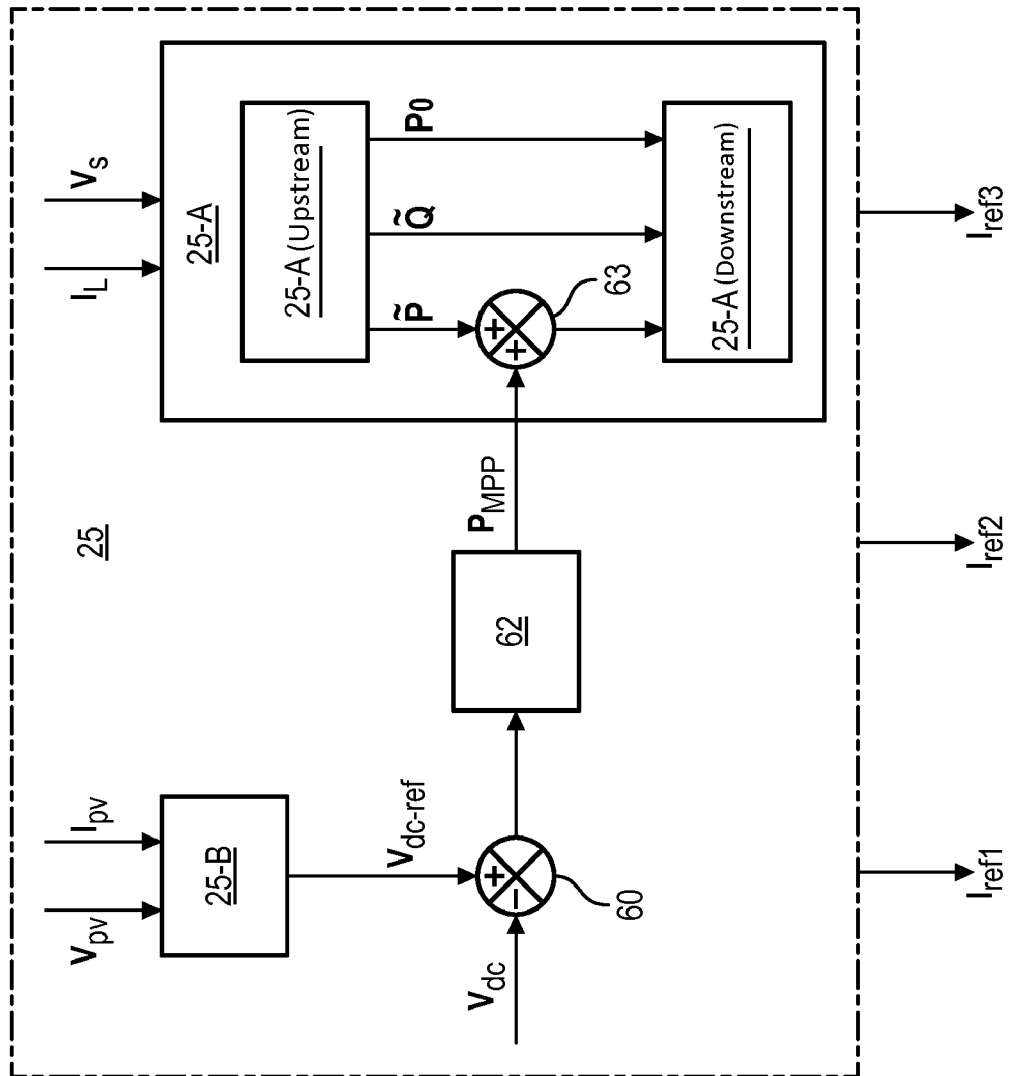 V_pv
I_pv
25-B
V_dc-ref
V_dc
60
62
P_MPP
25
I_L
V_s
25-A
25-A (Upstream)
P̃
Q̃
P0
63
25-A (Downstream)
I_ref1
I_ref2
I_ref3